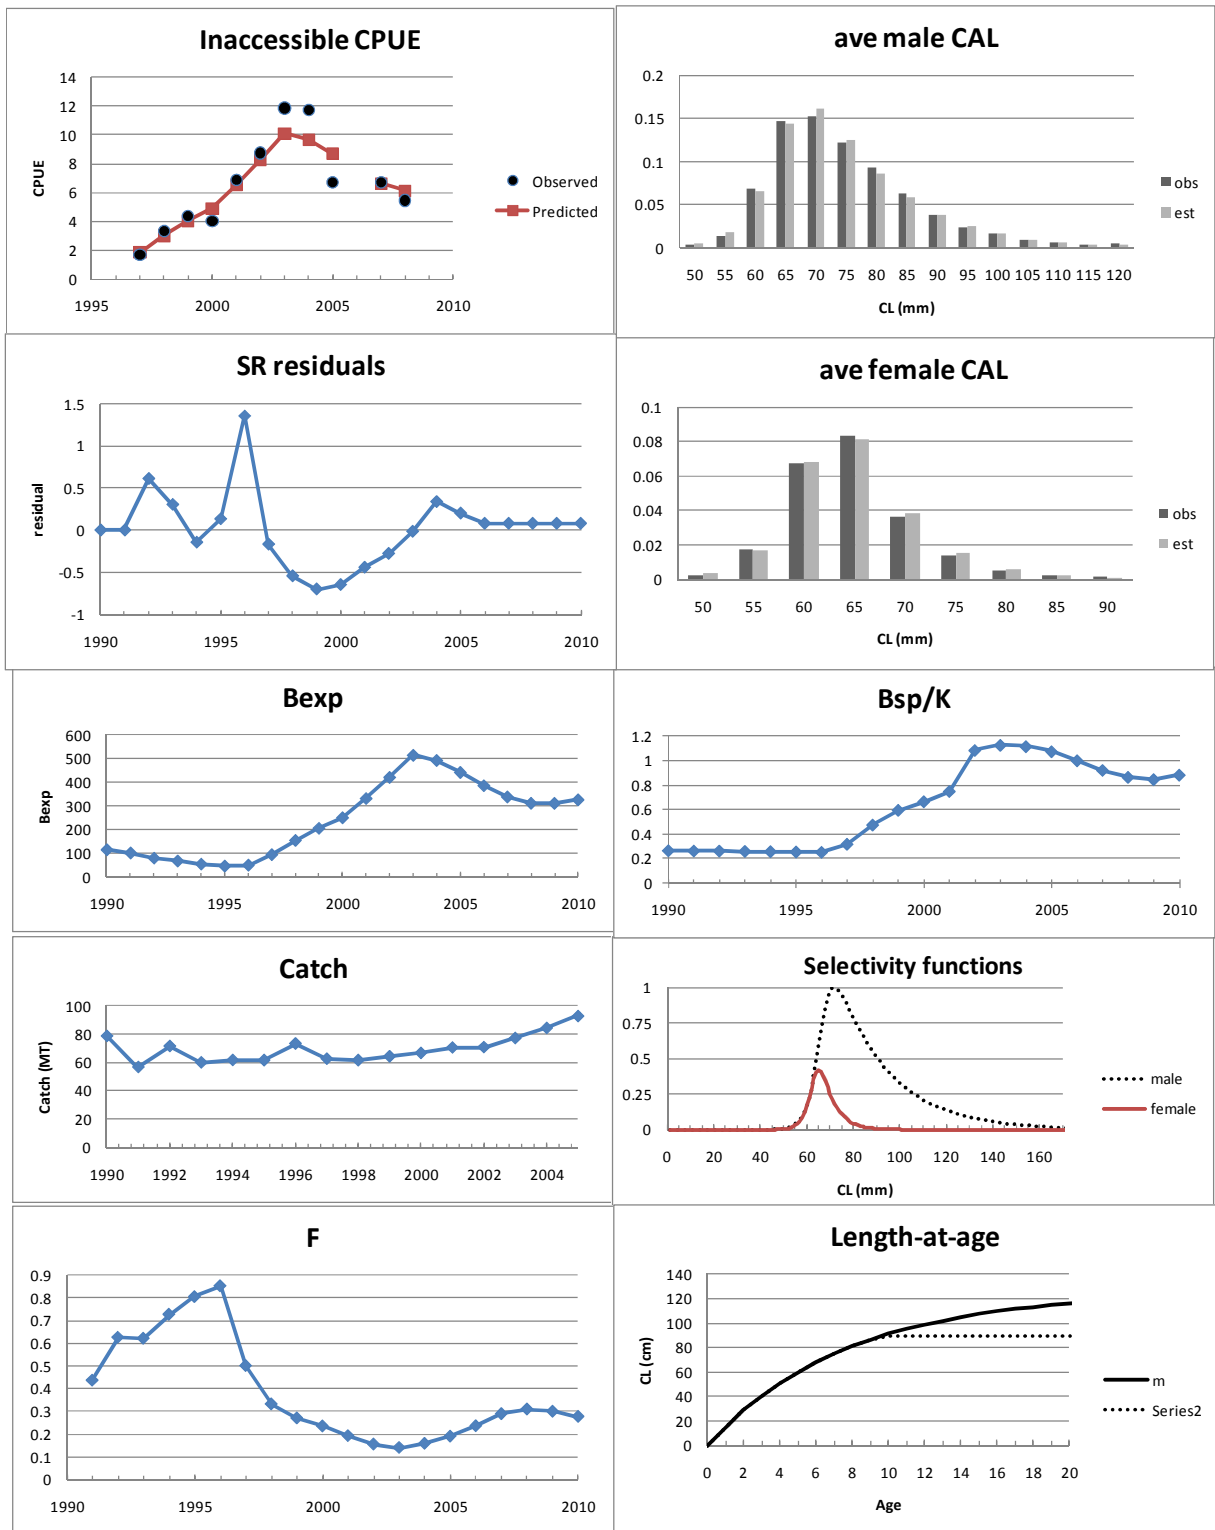 Inaccessible CPUE
14
12
10
8
6
4
2
0
CPUE
1995 2000 2005 2010
Observed
Predicted
ave male CAL
0.2
0.15
0.1
0.05
0
50 55 60 65 70 75 80 85 90 95 100 105 110 115 120
CL (mm)
obs
est
SR residuals
1.5
1
0.5
0
-0.5
-1
residual
1990 1995 2000 2005 2010
ave female CAL
0.1
0.08
0.06
0.04
0.02
0
50 55 60 65 70 75 80 85 90
CL (mm)
obs
est
Bexp
600
500
400
300
200
100
0
Bexp
1990 1995 2000 2005 2010
Bsp/K
1.2
1
0.8
0.6
0.4
0.2
0
1990 1995 2000 2005 2010
Catch
100
80
60
40
20
0
Catch (MT)
1990 1992 1994 1996 1998 2000 2002 2004
Selectivity functions
1
0.75
0.5
0.25
0
0 20 40 60 80 100 120 140 160
CL (mm)
male
female
F
0.9
0.8
0.7
0.6
0.5
0.4
0.3
0.2
0.1
0
1990 1995 2000 2005 2010
Length-at-age
140
120
100
80
60
40
20
0
CL (cm)
0 2 4 6 8 10 12 14 16 18 20
Age
m
Series2